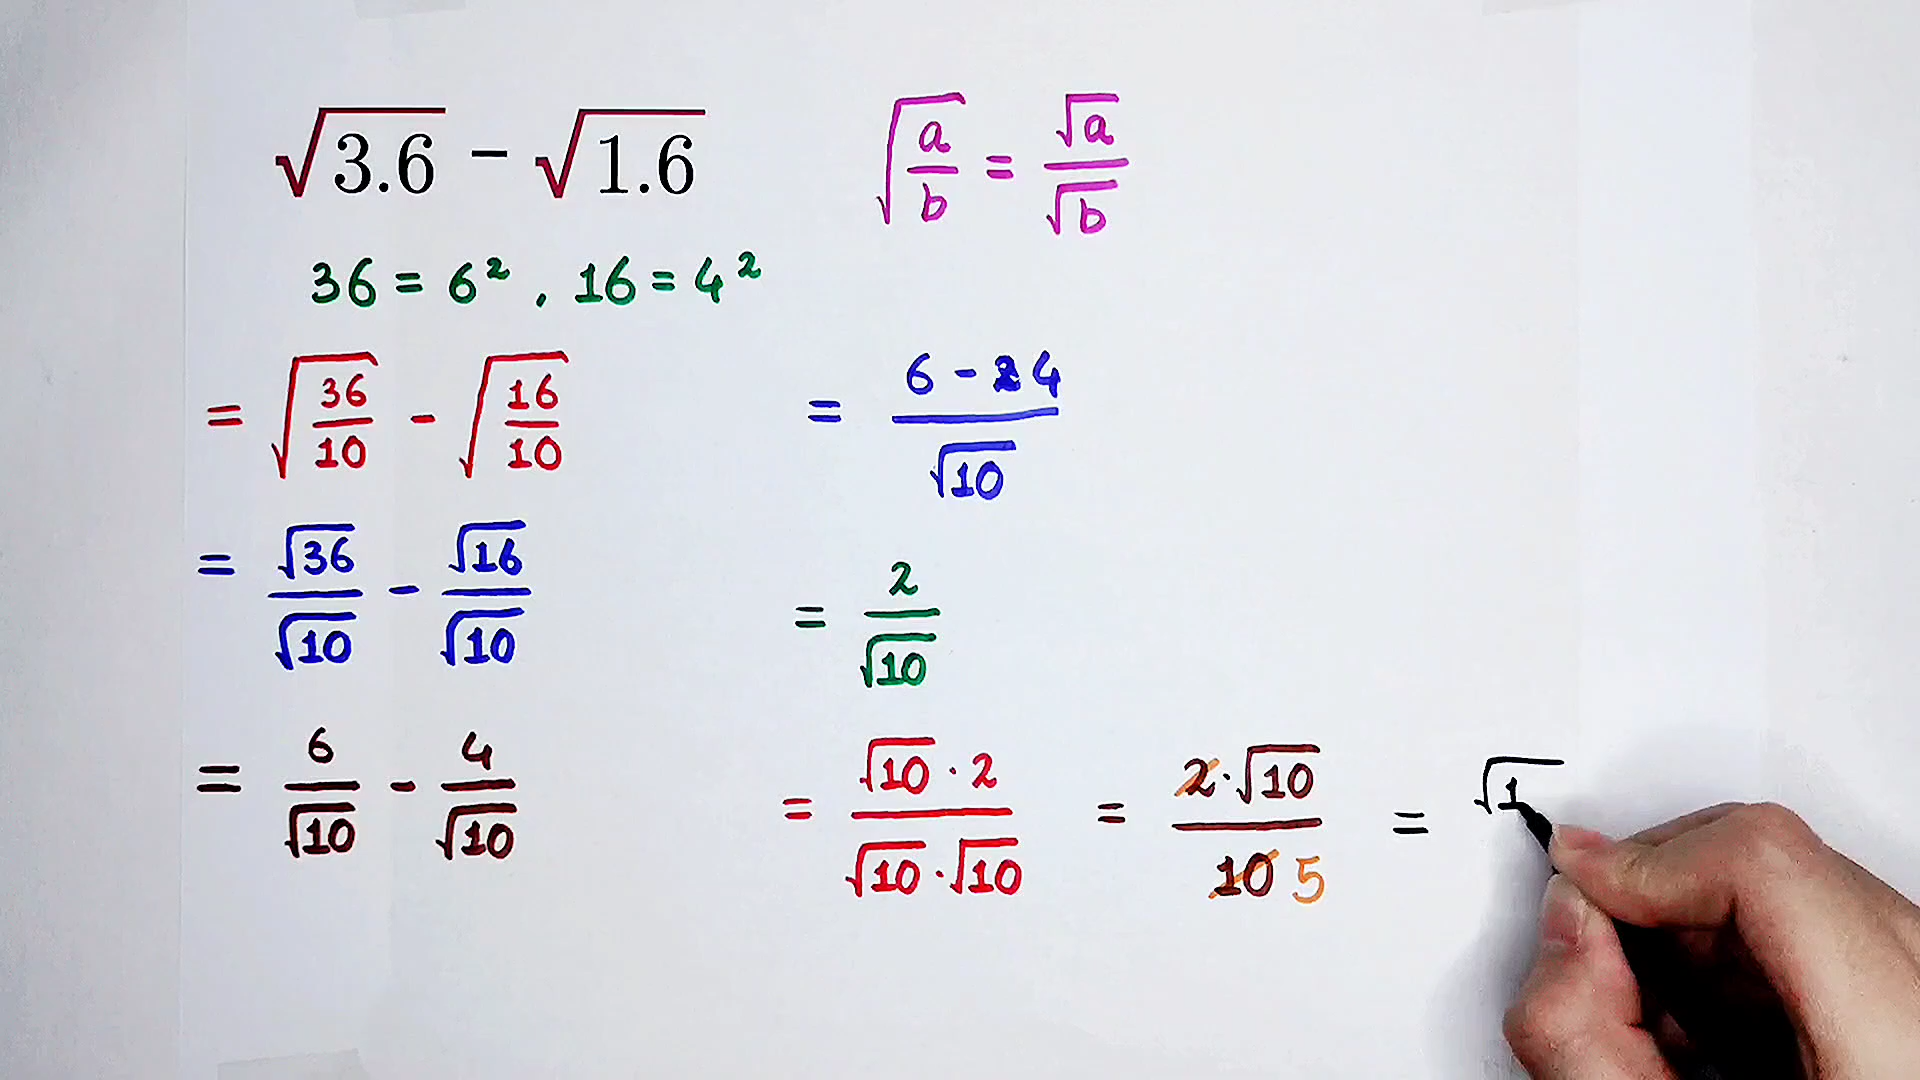 √3.6 - √1.6
√(a/b) = √a/√b
36 = 6², 16 = 4²
= √(36/10) - √(16/10)
= √36/√10 - √16/√10
= 6/√10 - 4/√10
= (6 - 4)/√10
= 2/√10
= (√10 · 2)/(√10 · √10) = (2 · √10)/10 5 = √1